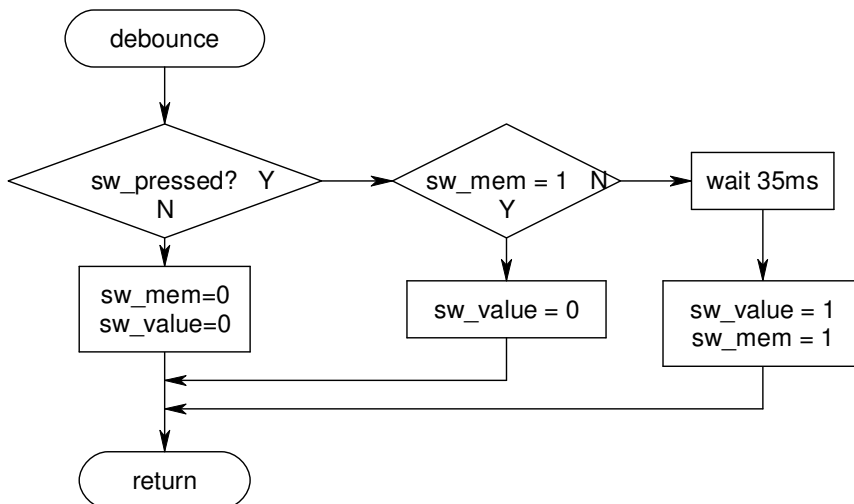 debounce
sw_pressed? Y
N
sw_mem = 1 N
Y
wait 35ms
sw_mem=0
sw_value=0
sw_value = 0
sw_value = 1
sw_mem = 1
return